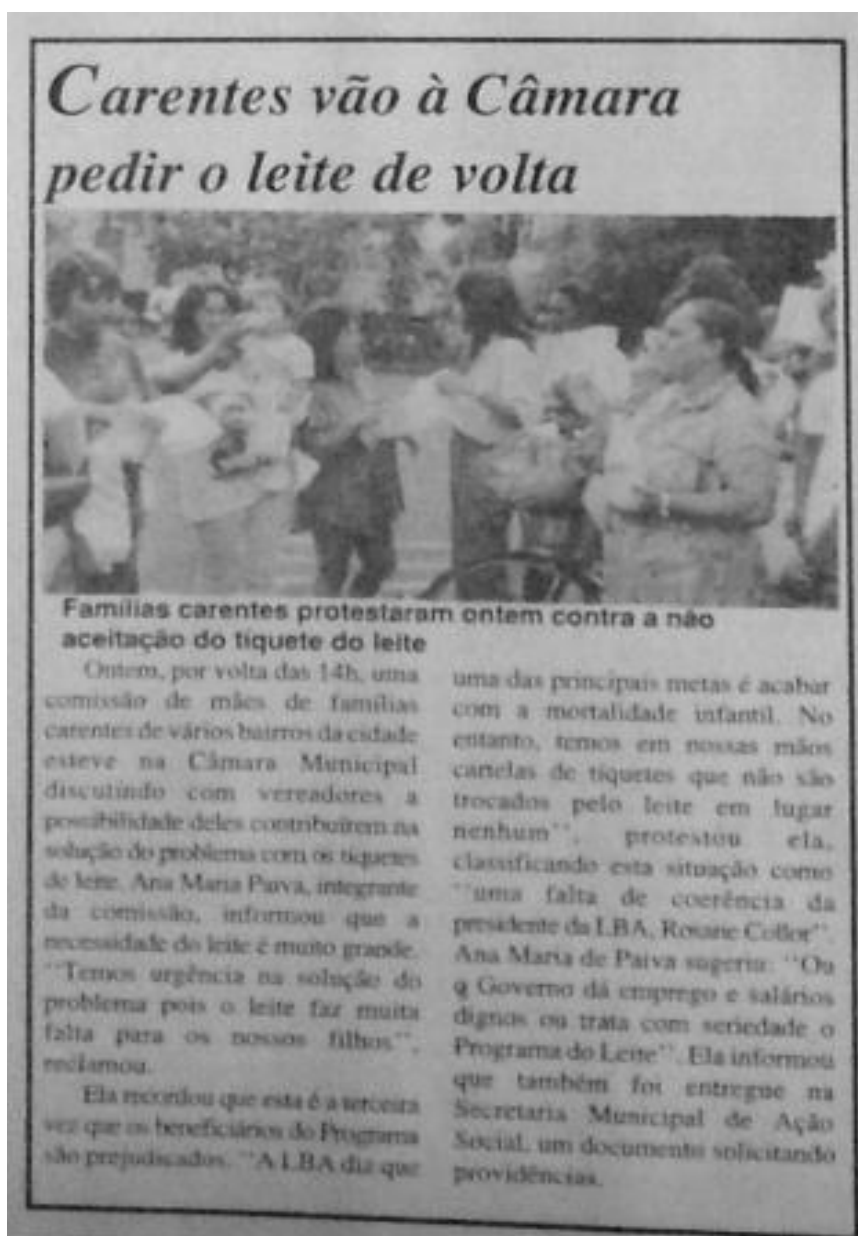 Carentes vão à Câmara
pedir o leite de volta
Famílias carentes protestaram ontem contra a não
aceitação do tíquete do leite
Ontem, por volta das 14h, uma
comissão de mães de famílias
carentes de vários bairros da cidade
esteve na Câmara Municipal
discutindo com vereadores a
possibilidade deles contribuírem na
solução do problema com os tíquetes
de leite. Ana Maria Paiva, integrante
da comissão, informou que a
necessidade do leite é muito grande.
"Temos urgência na solução do
problema pois o leite faz muita
falta para os nossos filhos",
reclamou.
Ela recordou que esta é a terceira
vez que os beneficiários do Programa
são prejudicados. "A LBA diz que
uma das principais metas é acabar
com a mortalidade infantil. No
entanto, temos em nossas mãos
cartelas de tíquetes que não são
trocados pelo leite em lugar
nenhum", protestou ela,
classificando esta situação como
"uma falta de coerência da
presidente da LBA, Rosane Collor".
Ana Maria de Paiva sugeriu: "Ou
o Governo dá emprego e salários
dignos ou trata com seriedade o
Programa do Leite". Ela informou
que também foi entregue na
Secretaria Municipal de Ação
Social, um documento solicitando
providências.